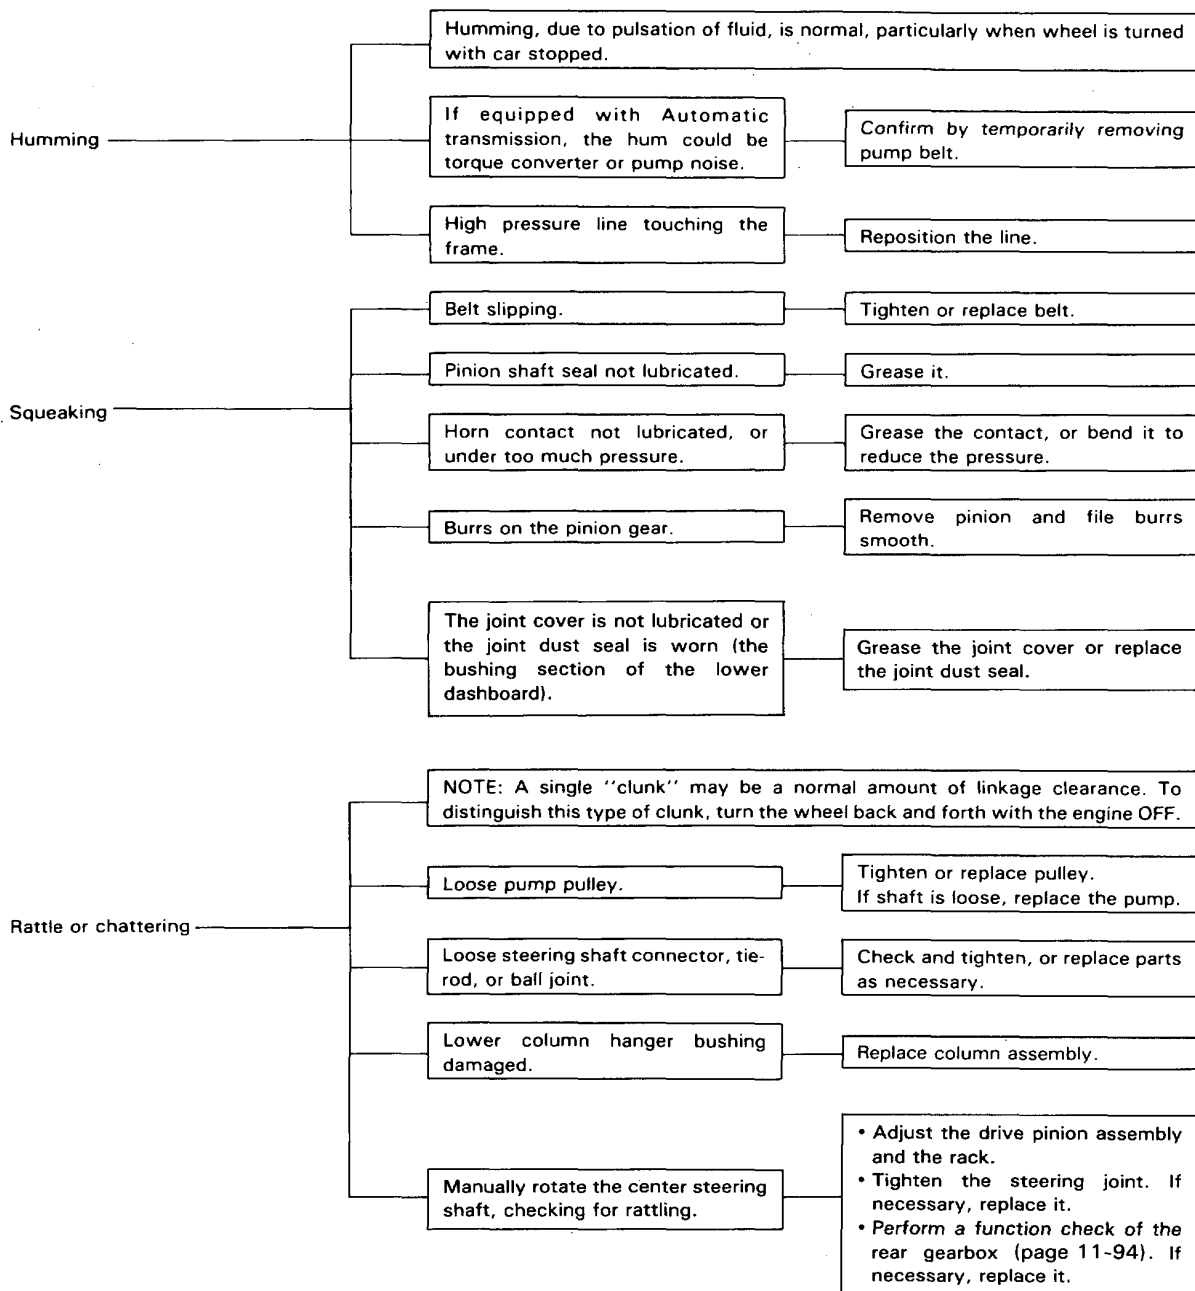 Humming, due to pulsation of fluid, is normal, particularly when wheel is turned
with car stopped.
Humming
If equipped with Automatic
transmission, the hum could be
torque converter or pump noise.
Confirm by temporarily removing
pump belt.
High pressure line touching the
frame.
Reposition the line.
Squeaking
Belt slipping.
Tighten or replace belt.
Pinion shaft seal not lubricated.
Grease it.
Horn contact not lubricated, or
under too much pressure.
Grease the contact, or bend it to
reduce the pressure.
Burrs on the pinion gear.
Remove pinion and file burrs
smooth.
The joint cover is not lubricated or
the joint dust seal is worn (the
bushing section of the lower
dashboard).
Grease the joint cover or replace
the joint dust seal.
Rattle or chattering
NOTE: A single "clunk" may be a normal amount of linkage clearance. To
distinguish this type of clunk, turn the wheel back and forth with the engine OFF.
Loose pump pulley.
Tighten or replace pulley.
If shaft is loose, replace the pump.
Loose steering shaft connector, tie-
rod, or ball joint.
Check and tighten, or replace parts
as necessary.
Lower column hanger bushing
damaged.
Replace column assembly.
Manually rotate the center steering
shaft, checking for rattling.
• Adjust the drive pinion assembly
and the rack.
• Tighten the steering joint. If
necessary, replace it.
• Perform a function check of the
rear gearbox (page 11-94). If
necessary, replace it.